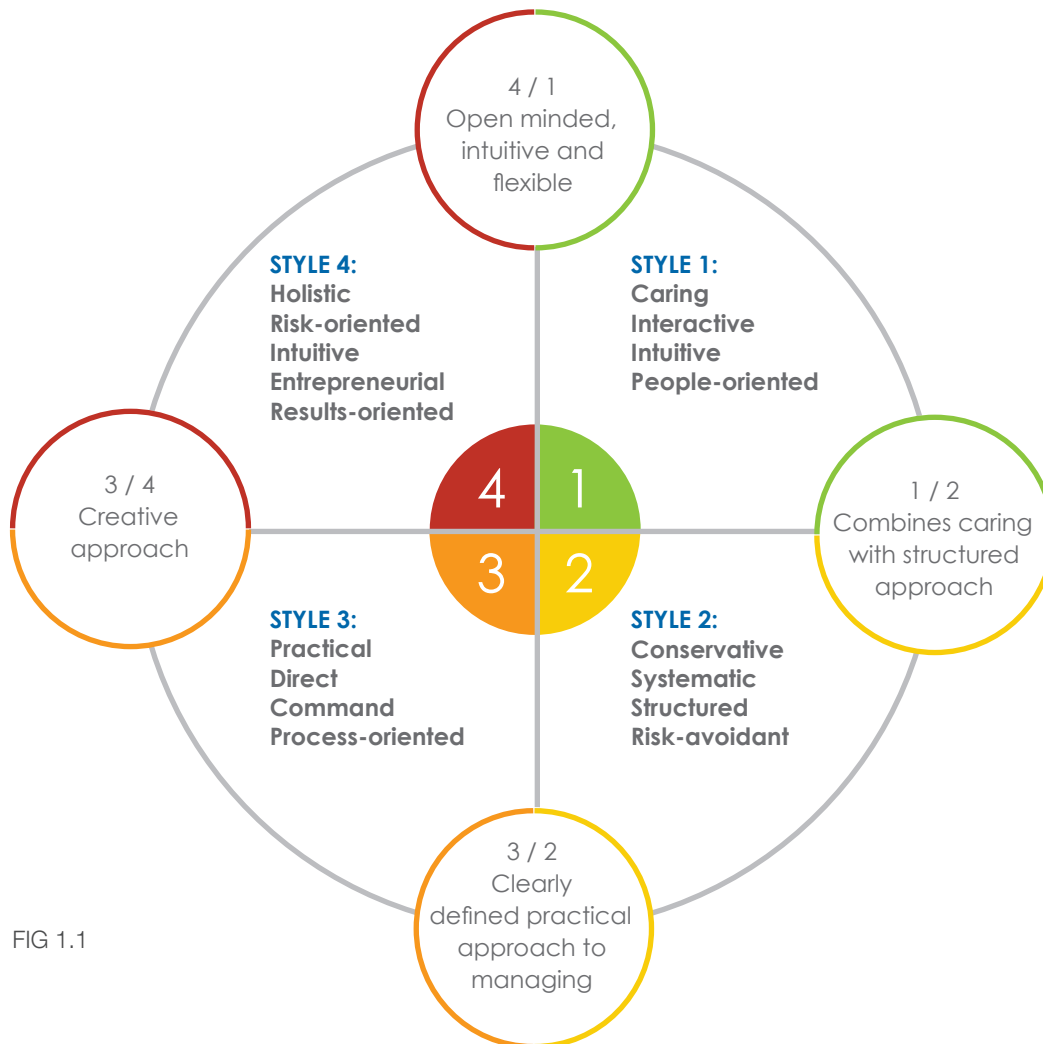 4 / 1
Open minded,
intuitive and
flexible
STYLE 4:
Holistic
Risk-oriented
Intuitive
Entrepreneurial
Results-oriented
STYLE 1:
Caring
Interactive
Intuitive
People-oriented
3 / 4
Creative
approach
4
1
3
2
1 / 2
Combines caring
with structured
approach
STYLE 3:
Practical
Direct
Command
Process-oriented
STYLE 2:
Conservative
Systematic
Structured
Risk-avoidant
3 / 2
Clearly
defined practical
approach to
managing
FIG 1.1